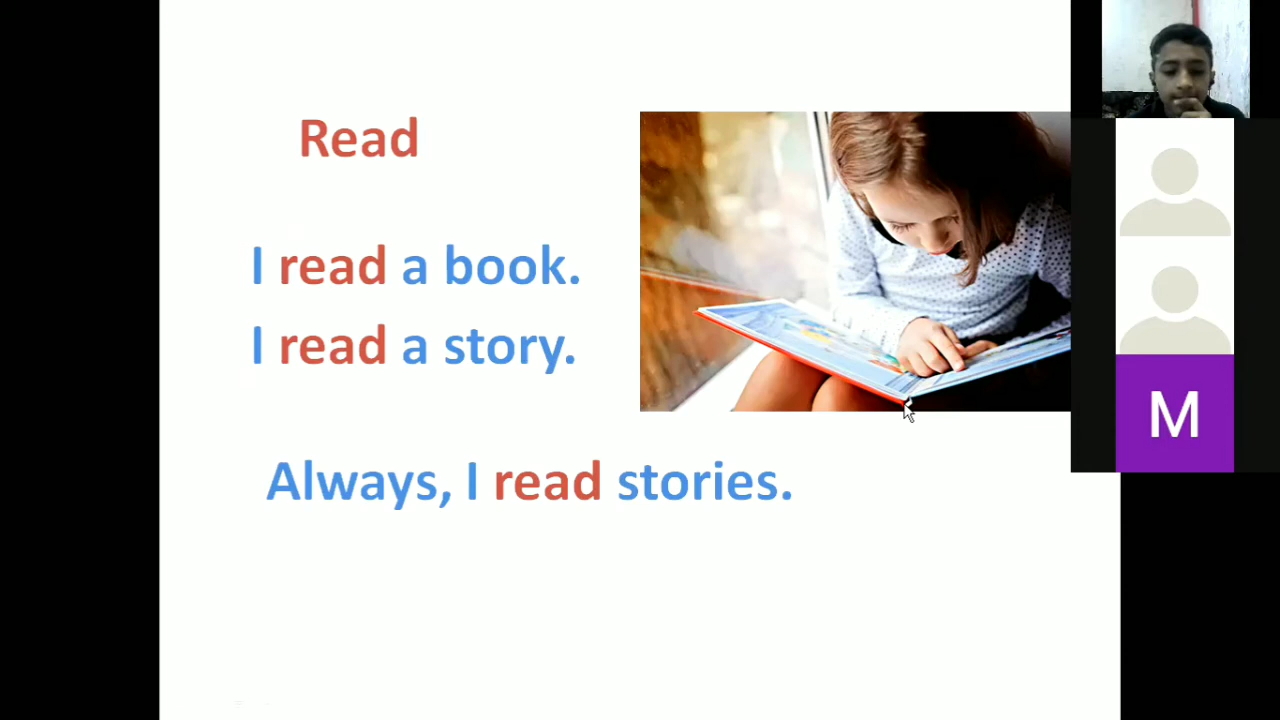 Read
I read a book.
I read a story.
Always, I read stories.
M